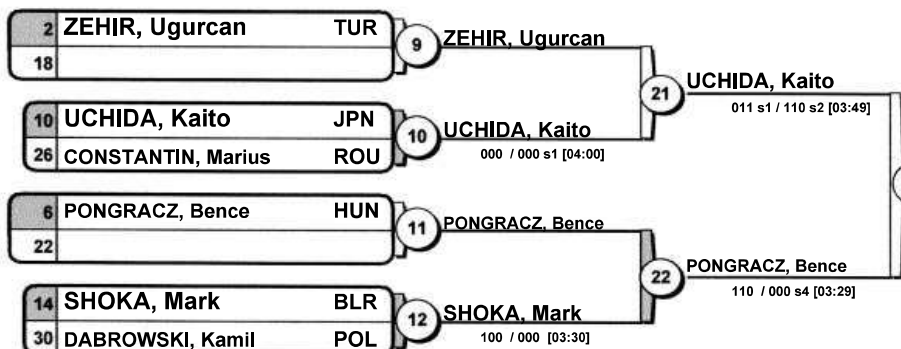 2 ZEHIR, Ugurcan TUR
18
9
ZEHIR, Ugurcan
10 UCHIDA, Kaito JPN
26 CONSTANTIN, Marius ROU
10
UCHIDA, Kaito
000 / 000 s1 [04:00]
21
UCHIDA, Kaito
011 s1 / 110 s2 [03:49]
6 PONGRACZ, Bence HUN
22
11
PONGRACZ, Bence
14 SHOKA, Mark BLR
30 DABROWSKI, Kamil POL
12
SHOKA, Mark
100 / 000 [03:30]
22
PONGRACZ, Bence
110 / 000 s4 [03:29]